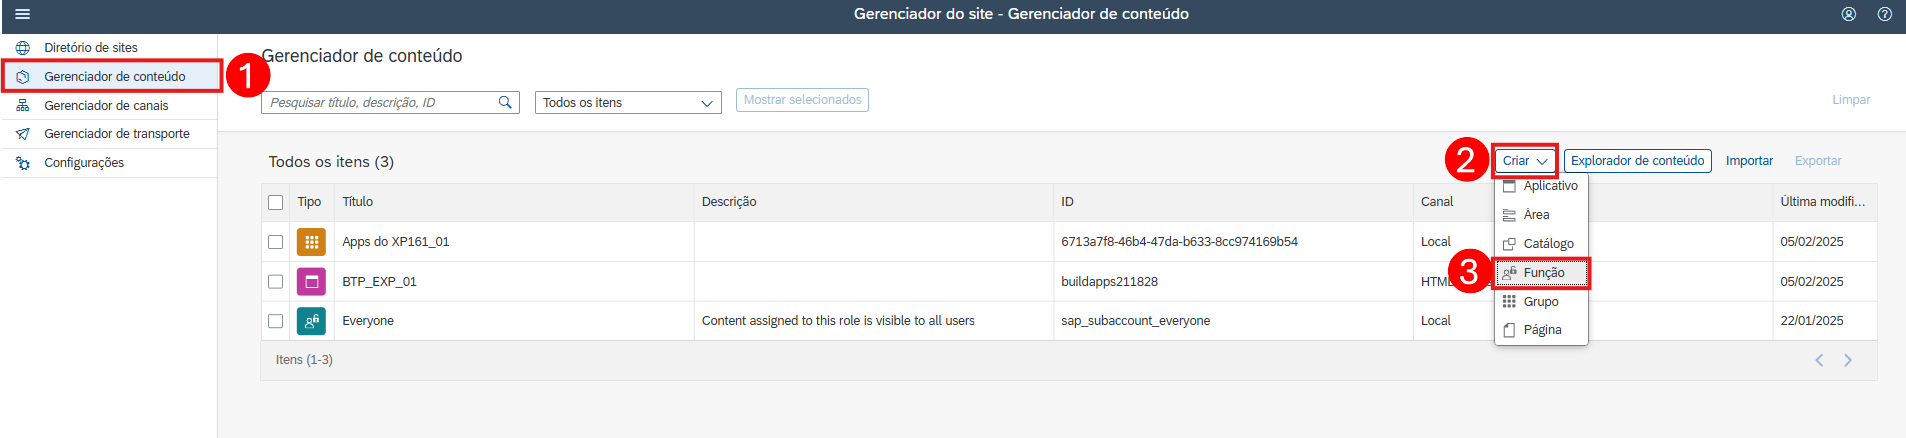 Gerenciador do site - Gerenciador de conteúdo
Diretório de sites
Gerenciador de conteúdo
Gerenciador de canais
Gerenciador de transporte
Configurações
1
Gerenciador de conteúdo
Pesquisar título, descrição, ID
Todos os itens
Mostrar selecionados
Limpar
Todos os itens (3)
2
Criar
Explorador de conteúdo
Importar
Exportar
Aplicativo
Área
Catálogo
3
Função
Grupo
Página
Tipo Título Descrição ID Canal Última modifi...
Apps do XP161_01 6713a7f8-46b4-47da-b633-8cc974169b54 Local 05/02/2025
BTP_EXP_01 buildapps211828 HTM 05/02/2025
Everyone Content assigned to this role is visible to all users sap_subaccount_everyone Local 22/01/2025
Itens (1-3)